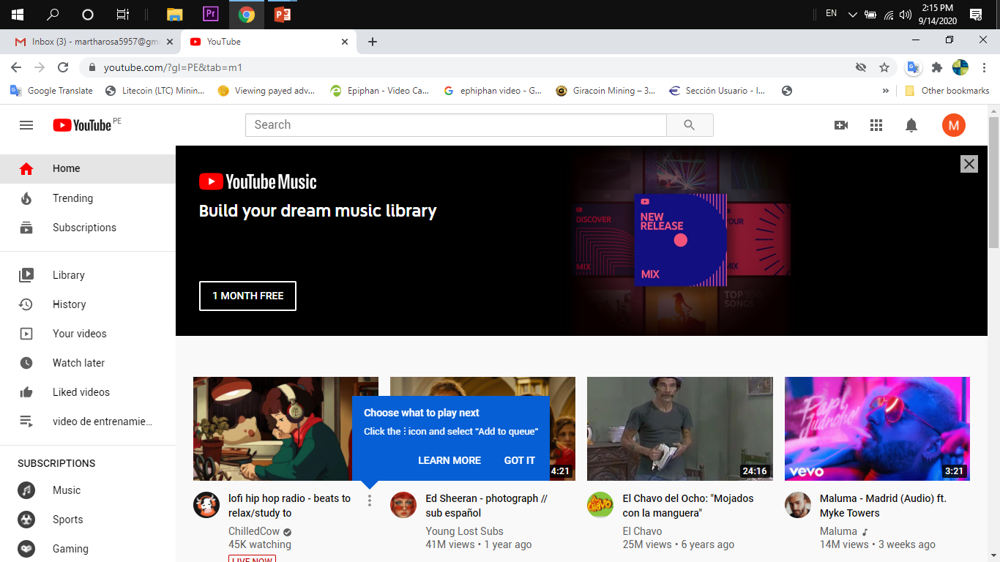 EN
2:15 PM
9/14/2020
Inbox (3) - martharosa5957@gm
YouTube
youtube.com/?gl=PE&tab=m1
Google Translate
Litecoin (LTC) Minin...
Viewing payed adv...
Epiphan - Video Ca...
ephiphan video - G...
Giracoin Mining – 3...
Sección Usuario - I...
Other bookmarks
YouTube PE
Search
M
Home
Trending
Subscriptions
Library
History
Your videos
Watch later
Liked videos
video de entrenamie...
SUBSCRIPTIONS
Music
Sports
Gaming
YouTube Music
Build your dream music library
1 MONTH FREE
DISCOVER
MIX
NEW
RELEASE
MIX
MIX
SONGS
Choose what to play next
Click the ⋮ icon and select "Add to queue"
LEARN MORE
GOT IT
4:21
24:16
vevo
3:21
lofi hip hop radio - beats to
relax/study to
ChilledCow
45K watching
LIVE NOW
Ed Sheeran - photograph //
sub español
Young Lost Subs
41M views • 1 year ago
El Chavo del Ocho: "Mojados
con la manguera"
El Chavo
25M views • 6 years ago
Maluma - Madrid (Audio) ft.
Myke Towers
Maluma
14M views • 3 weeks ago